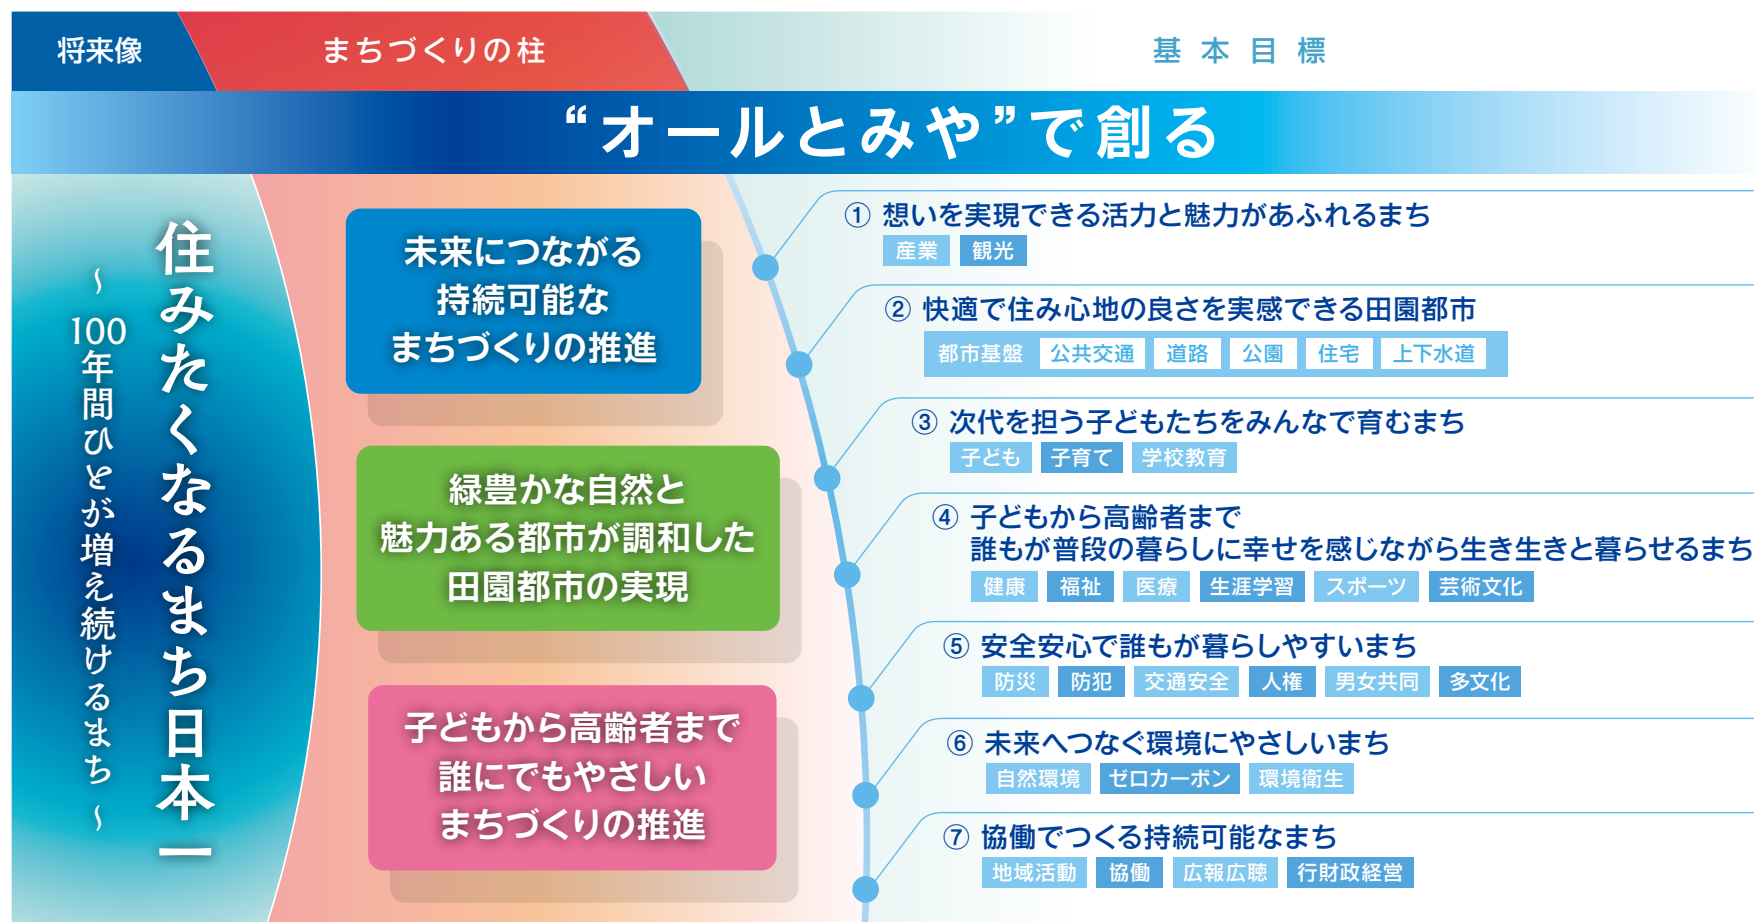 将来像
まちづくりの柱
基本目標
“オールとみや”で創る
住みたくなるまち日本一
～100年間ひとが増え続けるまち～
未来につながる
持続可能な
まちづくりの推進
緑豊かな自然と
魅力ある都市が調和した
田園都市の実現
子どもから高齢者まで
誰にでもやさしい
まちづくりの推進
① 想いを実現できる活力と魅力があふれるまち
産業 観光
② 快適で住み心地の良さを実感できる田園都市
都市基盤 公共交通 道路 公園 住宅 上下水道
③ 次代を担う子どもたちをみんなで育むまち
子ども 子育て 学校教育
④ 子どもから高齢者まで
誰もが普段の暮らしに幸せを感じながら生き生きと暮らせるまち
健康 福祉 医療 生涯学習 スポーツ 芸術文化
⑤ 安全安心で誰もが暮らしやすいまち
防災 防犯 交通安全 人権 男女共同 多文化
⑥ 未来へつなぐ環境にやさしいまち
自然環境 ゼロカーボン 環境衛生
⑦ 協働でつくる持続可能なまち
地域活動 協働 広報広聴 行財政経営